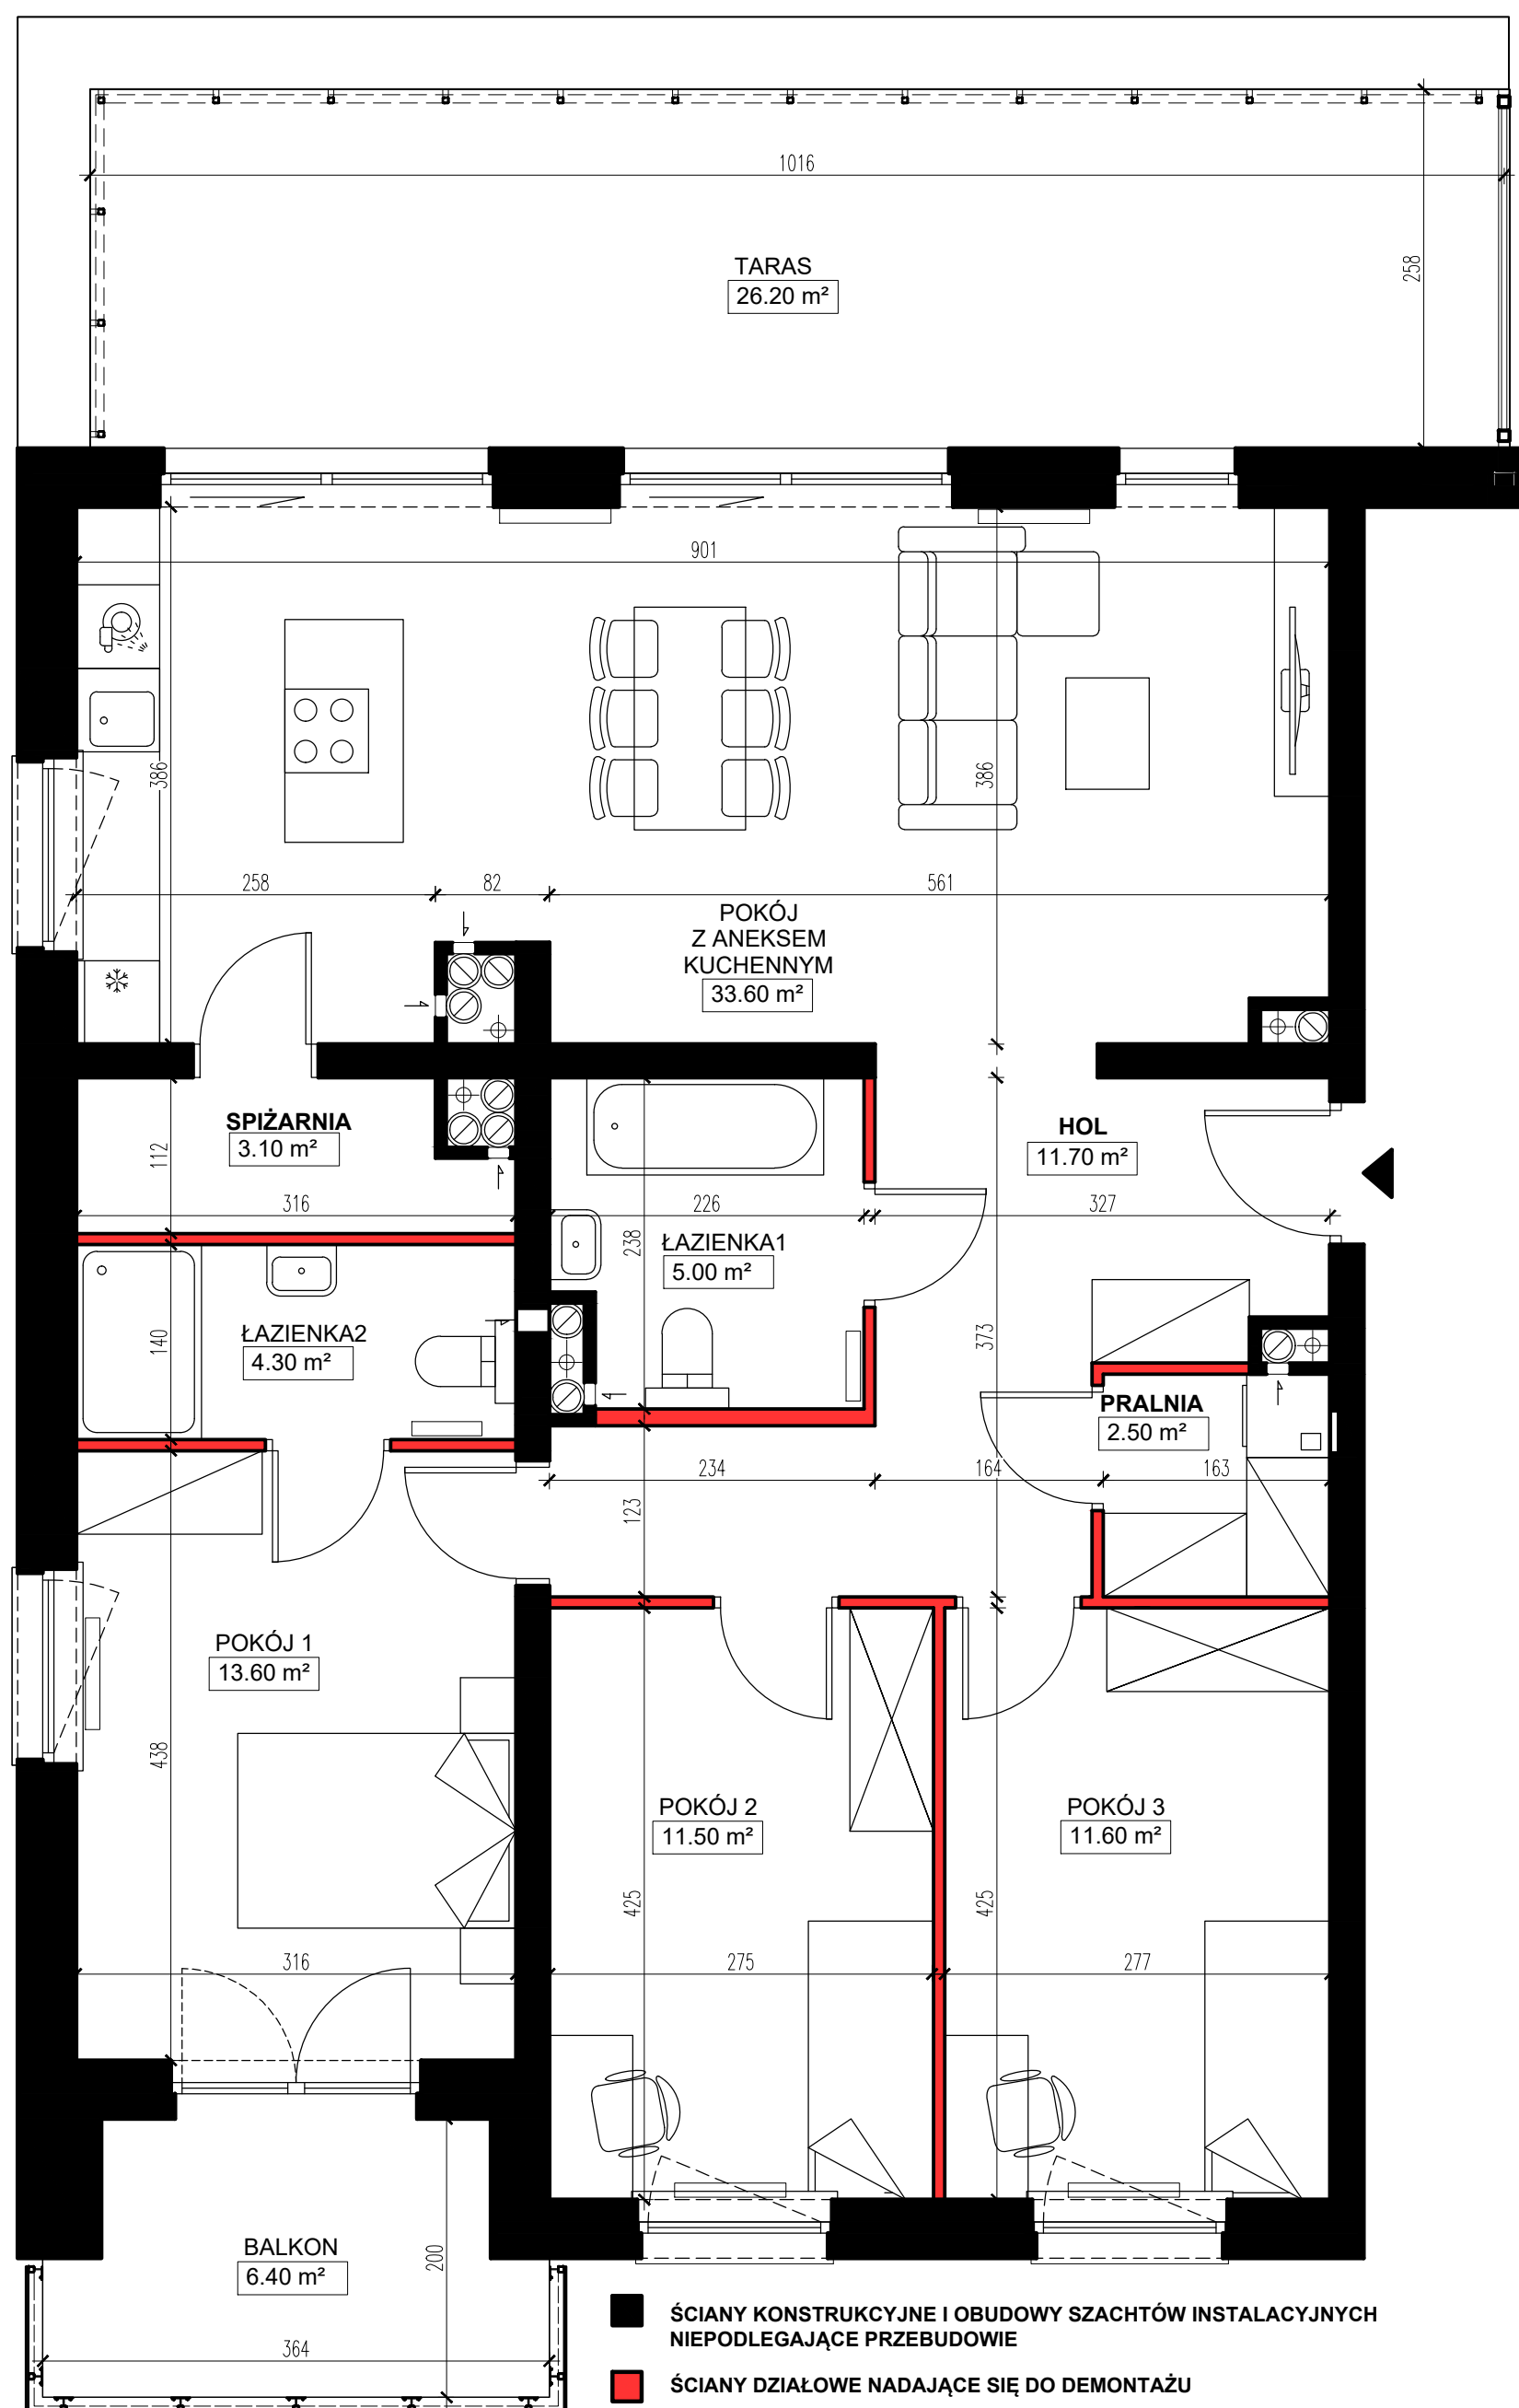 1016
TARAS
26.20 m²
258
901
386
386
258
82
561
POKÓJ
Z ANEKSEM
KUCHENNYM
33.60 m²
SPIŻARNIA
3.10 m²
112
316
HOL
11.70 m²
226
327
238
ŁAZIENKA1
5.00 m²
ŁAZIENKA2
4.30 m²
140
373
PRALNIA
2.50 m²
234
164
163
123
POKÓJ 1
13.60 m²
438
POKÓJ 2
11.50 m²
POKÓJ 3
11.60 m²
425
425
316
275
277
BALKON
6.40 m²
200
364
ŚCIANY KONSTRUKCYJNE I OBUDOWY SZACHTÓW INSTALACYJNYCH
NIEPODLEGAJĄCE PRZEBUDOWIE
ŚCIANY DZIAŁOWE NADAJĄCE SIĘ DO DEMONTAŻU